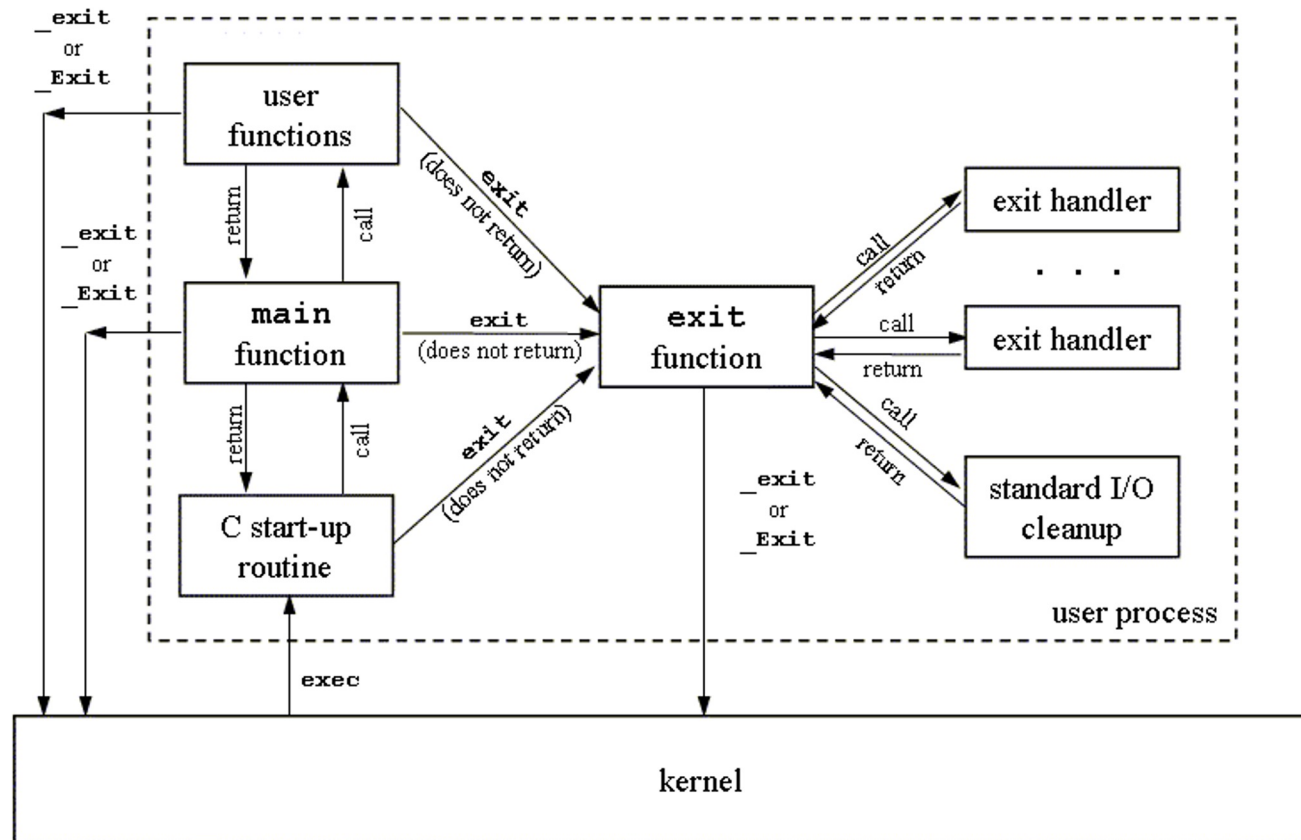 _exit
or
_Exit
user
functions
exit
(does not return)
return
call
_exit
or
_Exit
main
function
exit
(does not return)
exit
function
call
return
exit handler
. . .
call
return
exit handler
return
call
exit
(does not return)
call
return
C start-up
routine
_exit
or
_Exit
standard I/O
cleanup
user process
exec
kernel